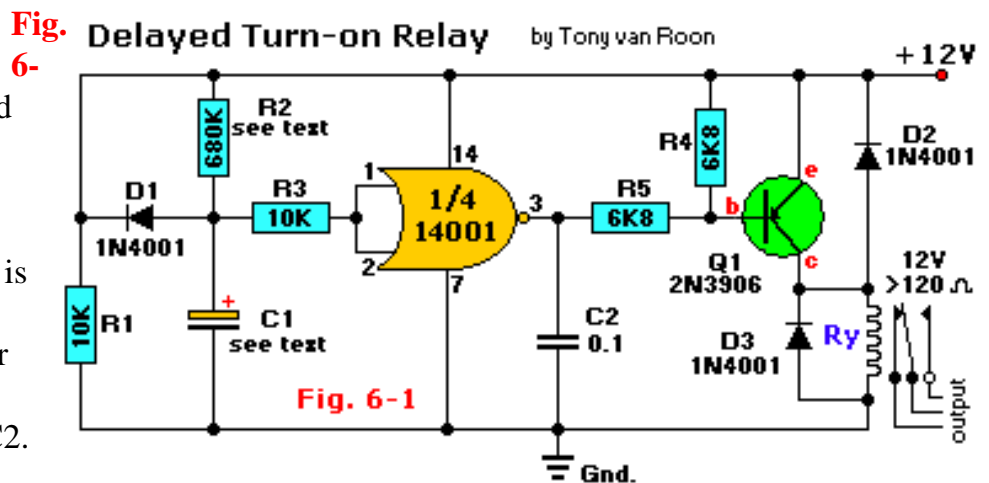 Fig.
6-
d
is
r
C2.
Delayed Turn-on Relay
by Tony van Roon
+12V
R2
see text
680K
R4
6K8
D2
1N4001
14
1
e
D1
R3
10K
1/4
14001
3
R5
6K8
b
1N4001
2
7
Q1
2N3906
c
12V
>120 Ω
10K
R1
+
C1
see text
C2
0.1
D3
1N4001
Ry
Fig. 6-1
output
Gnd.